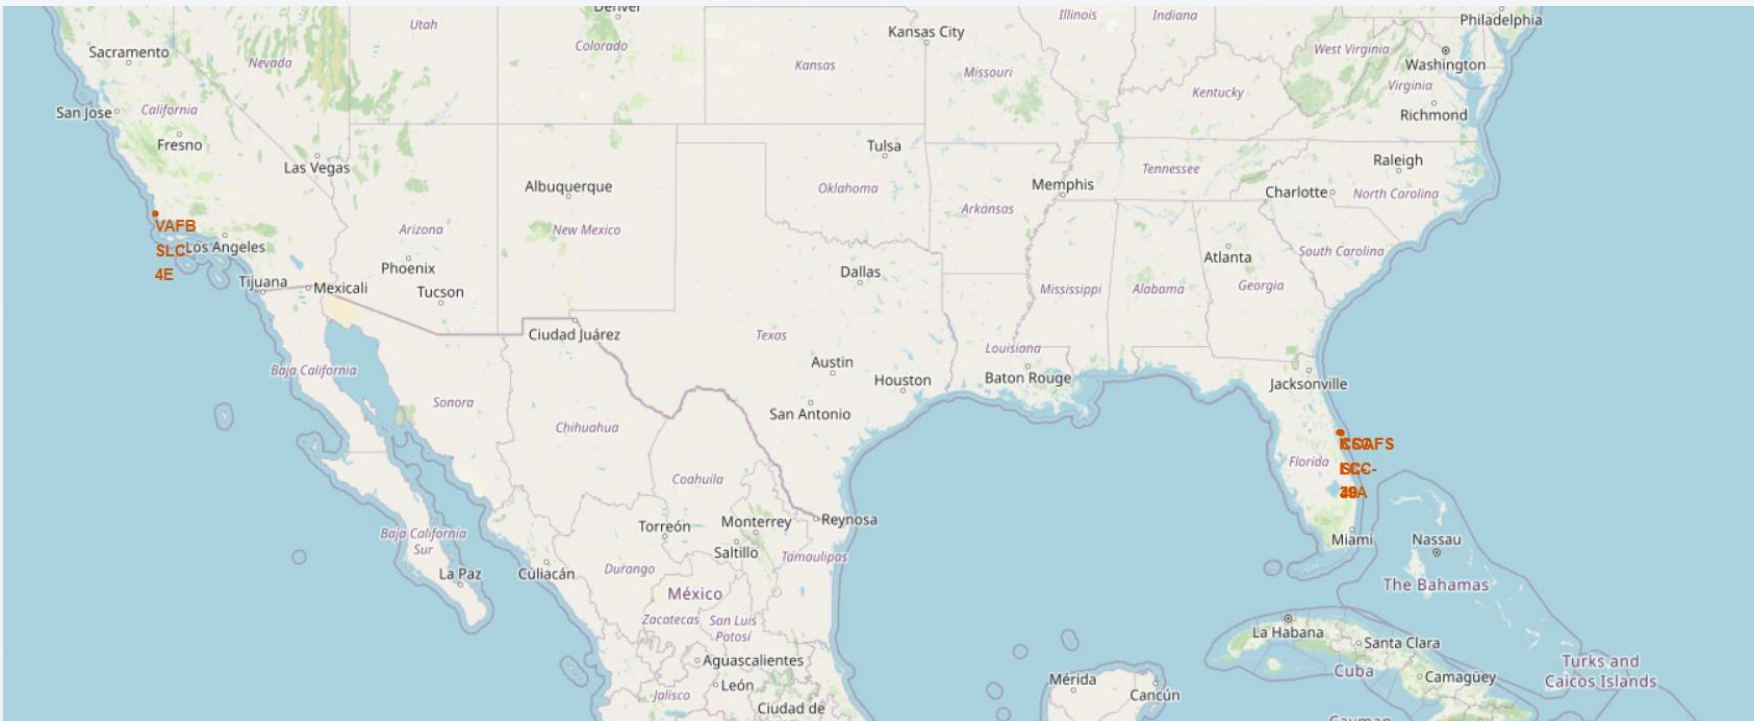 Denver
Utah
Colorado
Sacramento
Nevada
Kansas City
Kansas
Missouri
Illinois
Indiana
Philadelphia
West Virginia
Washington
Virginia
Kentucky
Richmond
San Jose
California
Fresno
Las Vegas
Tulsa
Albuquerque
Oklahoma
Memphis
Tennessee
Raleigh
Charlotte
North Carolina
Arkansas
VAFB
SLC-
4E
Los Angeles
Arizona
New Mexico
Phoenix
Tucson
Tijuana
Mexicali
Dallas
Atlanta
South Carolina
Mississippi
Alabama
Georgia
Ciudad Juárez
Texas
Louisiana
Austin
Houston
Baton Rouge
Jacksonville
San Antonio
Baja California
Sonora
Chihuahua
Coahuila
Florida
Torreón
Monterrey
Reynosa
Saltillo
Tamaulipas
Miami
Nassau
Baja California
Sur
La Paz
Culiacán
Durango
México
The Bahamas
Zacatecas
San Luis
Potosí
La Habana
Santa Clara
Cuba
Camagüey
Turks and
Caicos Islands
Aguascalientes
León
Jalisco
Ciudad de
Mérida
Cancún
Cayman